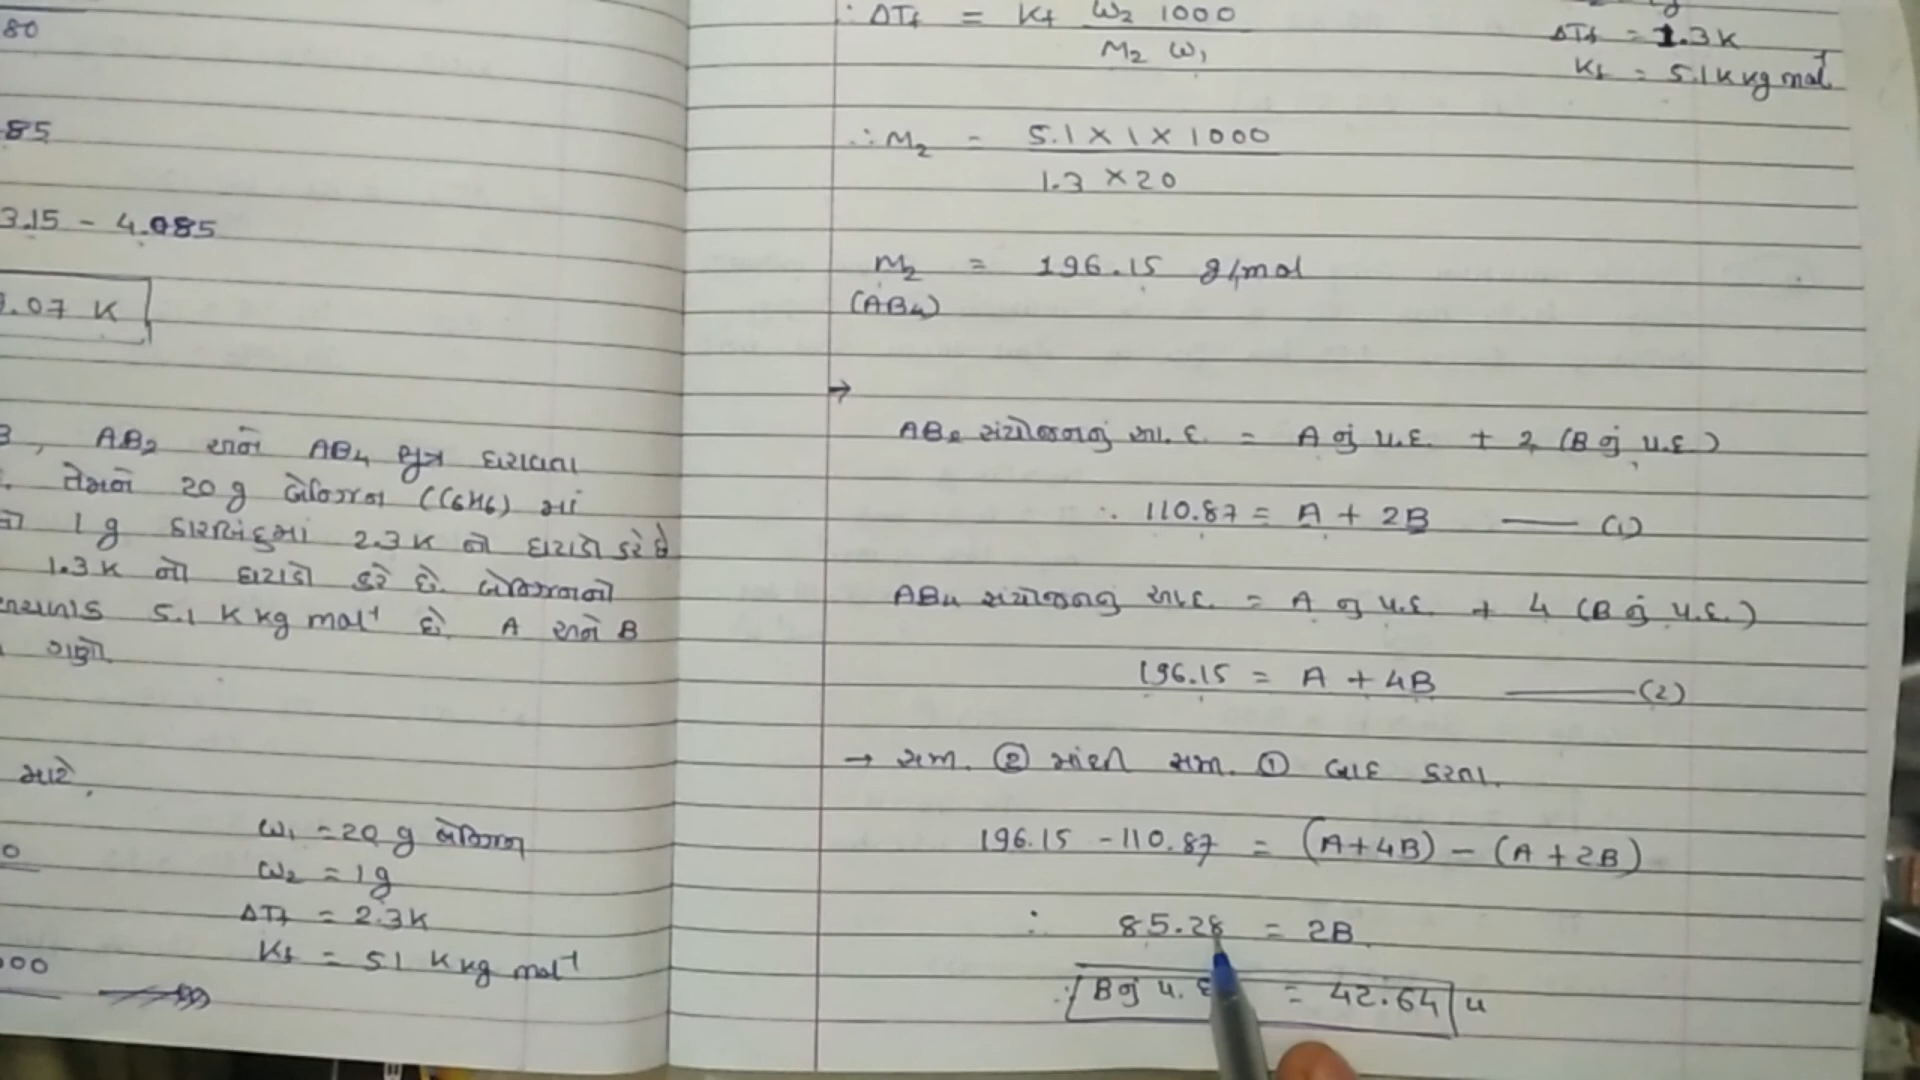 80
85
3.15 - 4.085
.07 K
3, AB2 અને AB4 સૂત્ર ધરાવતા
તેમને 20 g બેન્ઝિન (C6H6) માં
1 g ઠારબિંદુમાં 2.3 K નો ઘટાડો કરે છે
1.3 K નો ઘટાડો કરે છે. બેન્ઝિનનો
5.1 K kg mol-1 છે. A અને B
ગણો.
માટે,
w1 = 20 g બેન્ઝિન
w2 = 1g
ΔTf = 2.3K
Kf = 5.1 K kg mol-1
∴ ΔTf = Kf w2 1000
M2 w1
ΔTf = 1.3 K
Kf = 5.1 K kg mol-1
∴ M2 = 5.1 × 1 × 1000
1.3 × 20
M2 = 196.15 g/mol
(AB4)
→
AB2 સંયોજનનું આ.દ. = A નું પ.દ. + 2 (B નું પ.દ.)
∴ 110.87 = A + 2B —— (1)
AB4 સંયોજનનું આ.દ. = A નું પ.દ. + 4 (B નું પ.દ.)
196.15 = A + 4B ——— (2)
→ સમ. ② માંથી સમ. ① બાદ કરતા.
196.15 - 110.87 = (A+4B) - (A+2B)
∴ 85.28 = 2B
∴ B નું પ. = 42.64 u